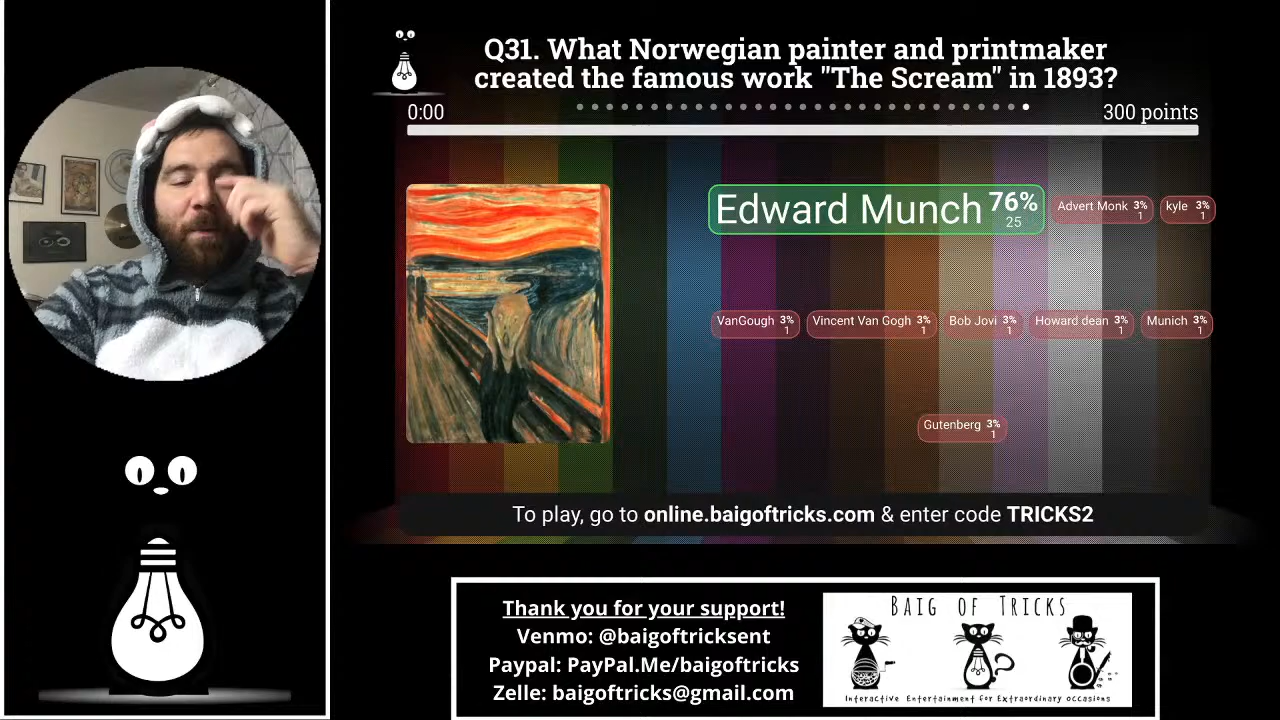 Q31. What Norwegian painter and printmaker
created the famous work "The Scream" in 1893?
0:00
300 points
Edward Munch 76% 25
Advert Monk 3% 1
kyle 3% 1
VanGough 3% 1
Vincent Van Gogh 3% 1
Bob Jovi 3% 1
Howard dean 3% 1
Munich 3% 1
Gutenberg 3% 1
To play, go to online.baigoftricks.com & enter code TRICKS2
Thank you for your support!
Venmo: @baigoftricksent
Paypal: PayPal.Me/baigoftricks
Zelle: baigoftricks@gmail.com
BAIG OF TRICKS
Interactive Entertainment for Extraordinary occasions